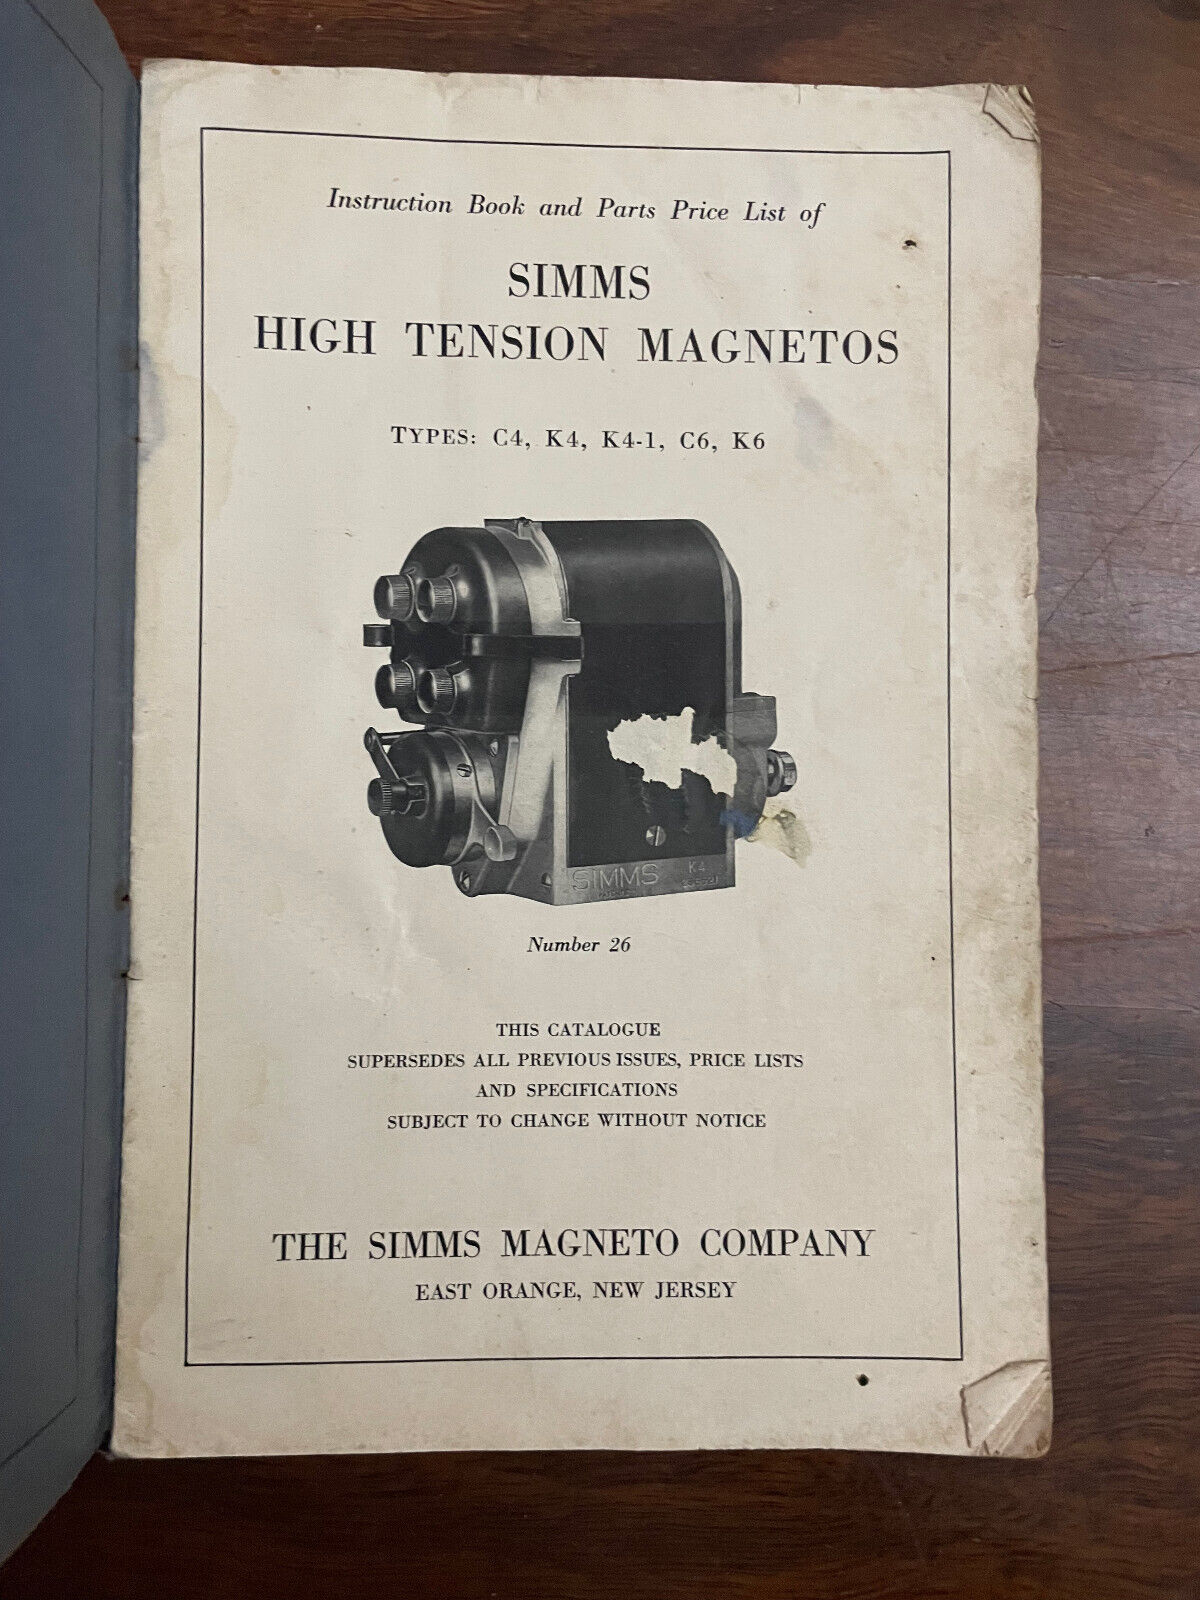 Instruction Book and Parts Price List of
SIMMS
HIGH TENSION MAGNETOS
TYPES: C4, K4, K4-1, C6, K6
SIMMS K4
Number 26
THIS CATALOGUE
SUPERSEDES ALL PREVIOUS ISSUES, PRICE LISTS
AND SPECIFICATIONS
SUBJECT TO CHANGE WITHOUT NOTICE
THE SIMMS MAGNETO COMPANY
EAST ORANGE, NEW JERSEY